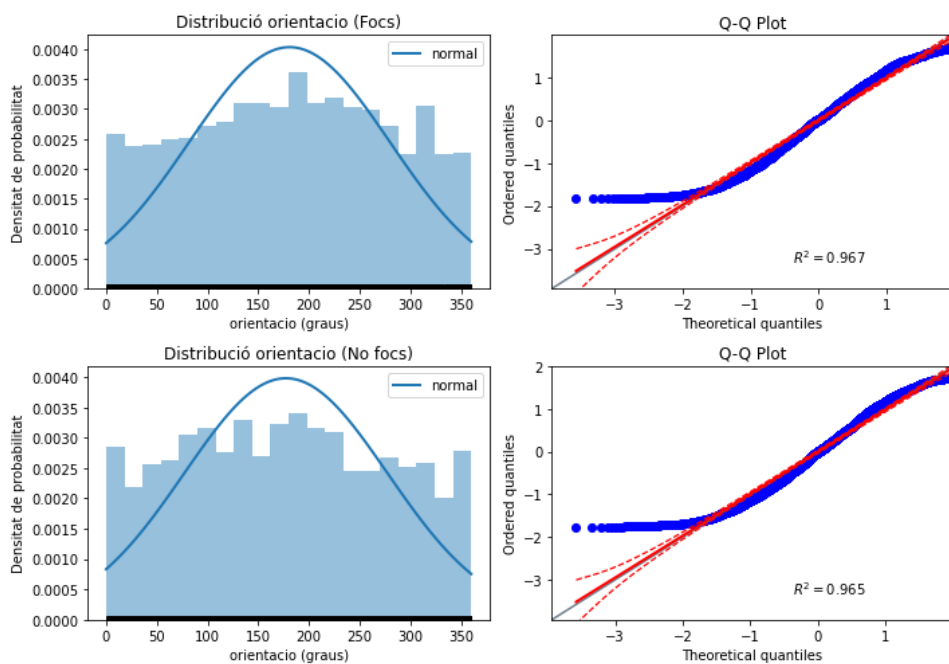 Distribució orientacio (Focs)
Densitat de probabilitat
0.0040
0.0035
0.0030
0.0025
0.0020
0.0015
0.0010
0.0005
0.0000
normal
0 50 100 150 200 250 300 350
orientacio (graus)
Q-Q Plot
Ordered quantiles
1
0
−1
−2
−3
R² = 0.967
−3 −2 −1 0 1
Theoretical quantiles
Distribució orientacio (No focs)
Densitat de probabilitat
0.0040
0.0035
0.0030
0.0025
0.0020
0.0015
0.0010
0.0005
0.0000
normal
0 50 100 150 200 250 300 350
orientacio (graus)
Q-Q Plot
Ordered quantiles
2
1
0
−1
−2
−3
R² = 0.965
−3 −2 −1 0 1
Theoretical quantiles